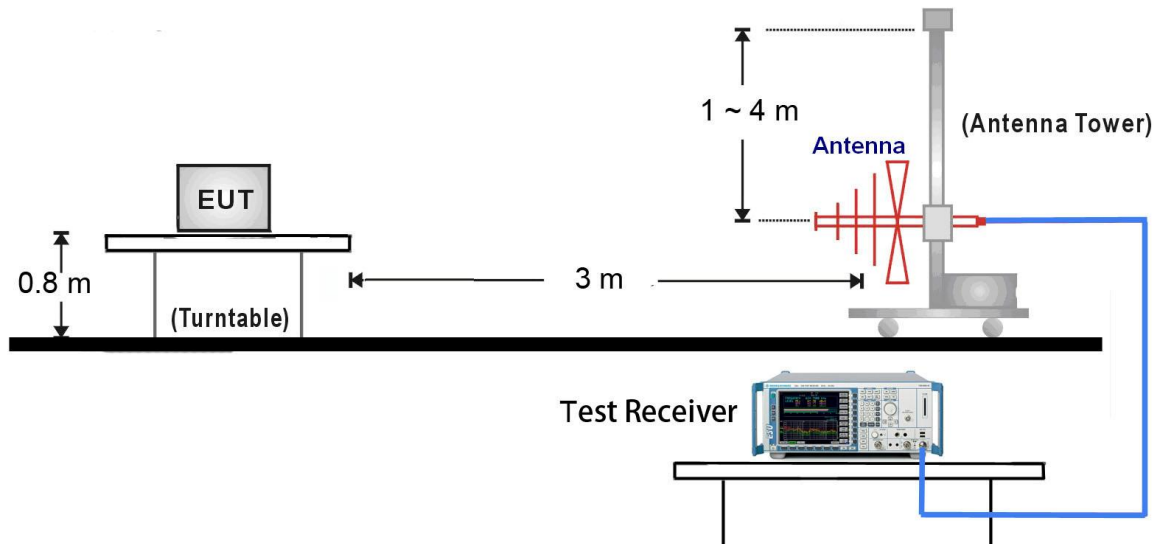 1 ~ 4 m
(Antenna Tower)
Antenna
EUT
0.8 m
(Turntable)
3 m
Test Receiver